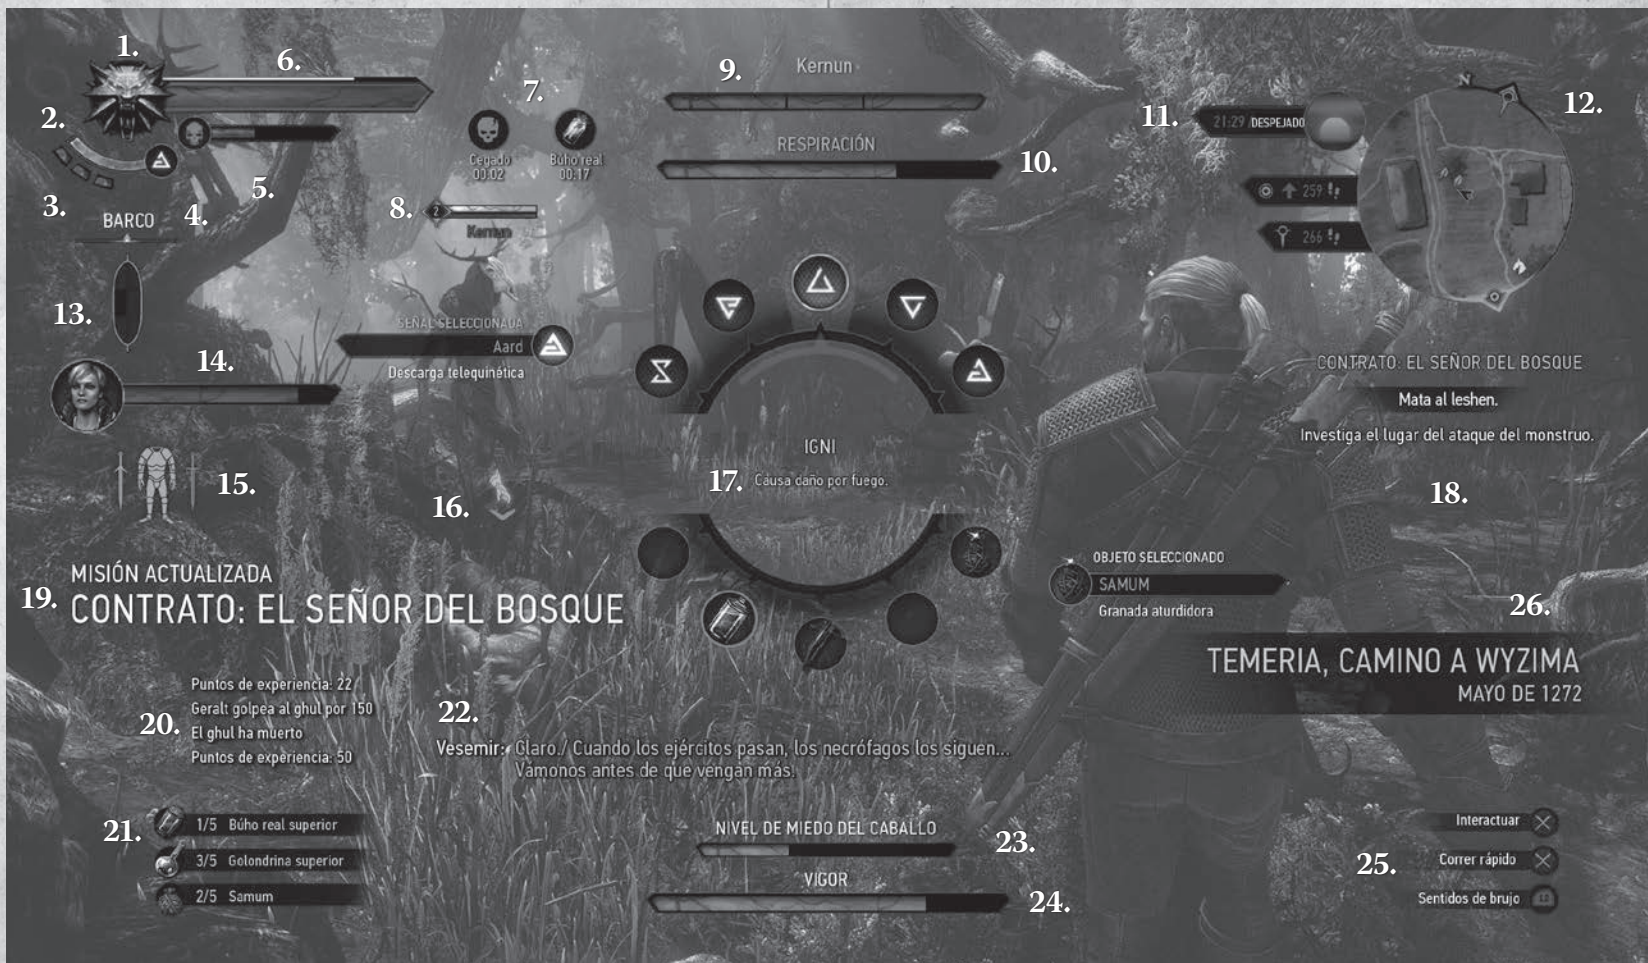 1.
6.
2.
7.
Cegado
00:02
Búho real
00:17
3.
4.
5.
BARCO
8.
2
Kernun
9.
Kernun
RESPIRACIÓN
10.
11.
21:29
DESPEJADO
N
12.
259
266
13.
14.
SEÑAL SELECCIONADA
Aard
Descarga telequinética
15.
16.
IGNI
17.
Causa daño por fuego.
CONTRATO: EL SEÑOR DEL BOSQUE
Mata al leshen.
Investiga el lugar del ataque del monstruo.
18.
MISIÓN ACTUALIZADA
19.
CONTRATO: EL SEÑOR DEL BOSQUE
OBJETO SELECCIONADO
SAMUM
Granada aturdidora
26.
TEMERIA, CAMINO A WYZIMA
MAYO DE 1272
20.
Puntos de experiencia: 22
Geralt golpea al ghul por 150
El ghul ha muerto
Puntos de experiencia: 50
22.
Vesemir: Claro./ Cuando los ejércitos pasan, los necrófagos los siguen...
Vámonos antes de que vengan más.
21.
1/5 Búho real superior
3/5 Golondrina superior
2/5 Samum
NIVEL DE MIEDO DEL CABALLO
23.
VIGOR
24.
25.
Interactuar
Correr rápido
Sentidos de brujo